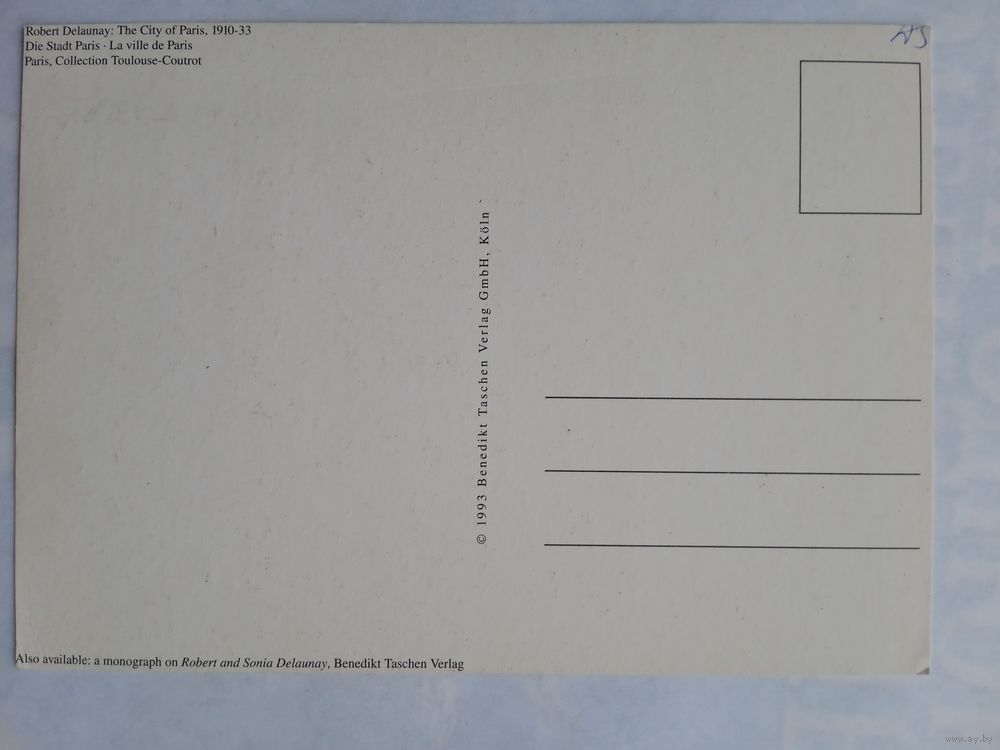 Robert Delaunay: The City of Paris, 1910-33
Die Stadt Paris · La ville de Paris
Paris, Collection Toulouse-Coutrot
© 1993 Benedikt Taschen Verlag GmbH, Köln
Also available: a monograph on Robert and Sonia Delaunay, Benedikt Taschen Verlag
www.ay.by